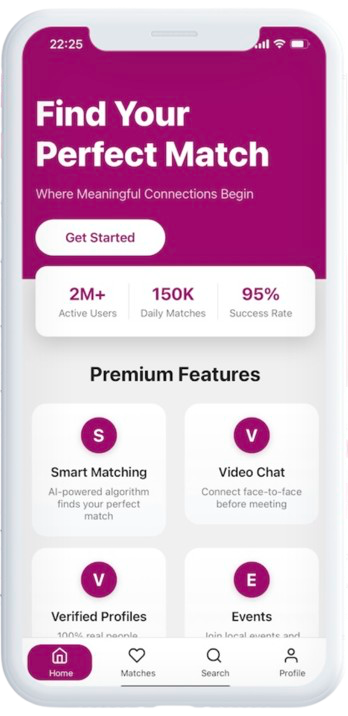 22:25
Find Your
Perfect Match
Where Meaningful Connections Begin
Get Started
2M+ 150K 95%
Active Users Daily Matches Success Rate
Premium Features
S V
Smart Matching Video Chat
AI-powered algorithm Connect face-to-face
finds your perfect before meeting
match
V E
Verified Profiles Events
100% real people Join local events and
Home Matches Search Profile